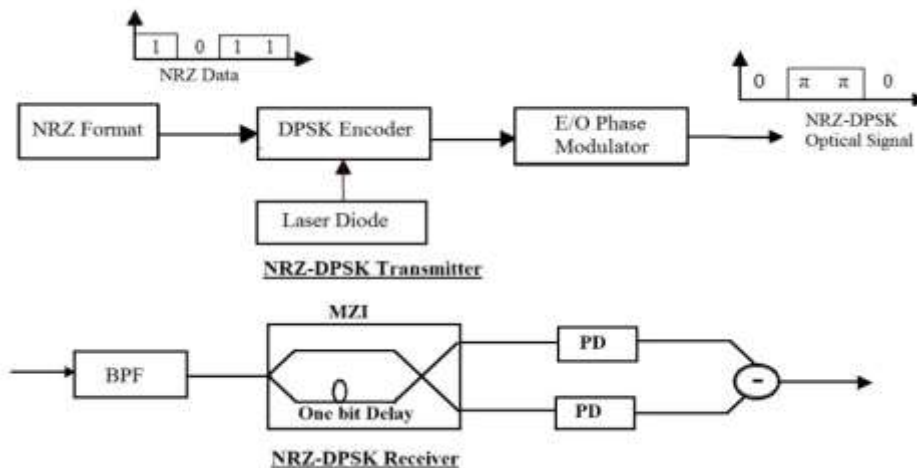 1 0 1 1
NRZ Data
0 π π 0
NRZ-DPSK
Optical Signal
NRZ Format
DPSK Encoder
E/O Phase
Modulator
Laser Diode
NRZ-DPSK Transmitter
MZI
BPF
One bit Delay
PD
PD
-
NRZ-DPSK Receiver